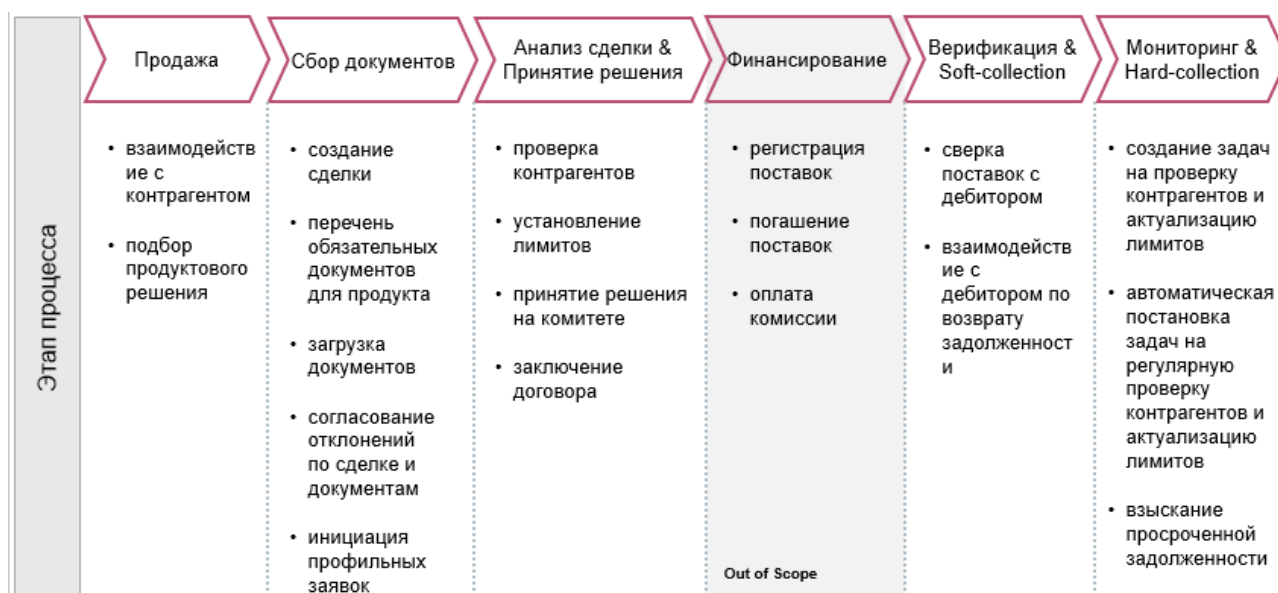 Этап процесса
Продажа
взаимодейств
ие с
контрагентом
подбор
продуктового
решения
Сбор документов
создание
сделки
перечень
обязательных
документов
для продукта
загрузка
документов
согласование
отклонений
по сделке и
документам
инициация
профильных
заявок
Анализ сделки &
Принятие решения
проверка
контрагентов
установление
лимитов
принятие решения
на комитете
заключение
договора
Финансирование
регистрация
поставок
погашение
поставок
оплата
комиссии
Out of Scope
Верификация &
Soft-collection
сверка
поставок с
дебитором
взаимодейств
ие с
дебитором по
возврату
задолженност
и
Мониторинг &
Hard-collection
создание задач
на проверку
контрагентов и
актуализацию
лимитов
автоматическая
постановка
задач на
регулярную
проверку
контрагентов и
актуализацию
лимитов
взыскание
просроченной
задолженности